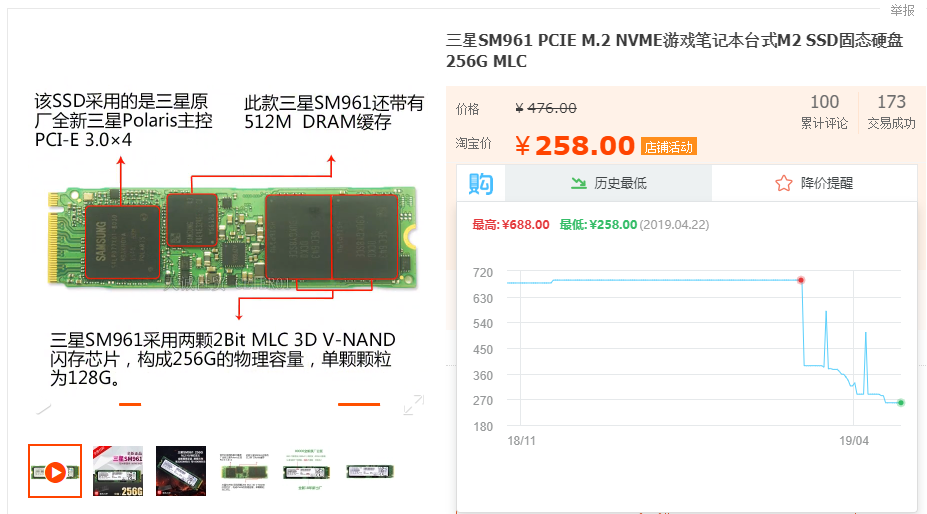 举报
三星SM961 PCIE M.2 NVME游戏笔记本台式M2 SSD固态硬盘
256G MLC
该SSD采用的是三星原
厂全新三星Polaris主控
PCI-E 3.0×4
此款三星SM961还带有
512M DRAM缓存
价格
¥ 476.00
100
累计评论
173
交易成功
淘宝价
¥ 258.00 店铺活动
购
历史最低
降价提醒
最高: ¥688.00 最低: ¥258.00 (2019.04.22)
720
630
540
450
360
270
180
18/11
19/04
SAMSUNG
三星SM961采用两颗2Bit MLC 3D V-NAND
闪存芯片，构成256G的物理容量，单颗颗粒
为128G。
三星SM961
256G